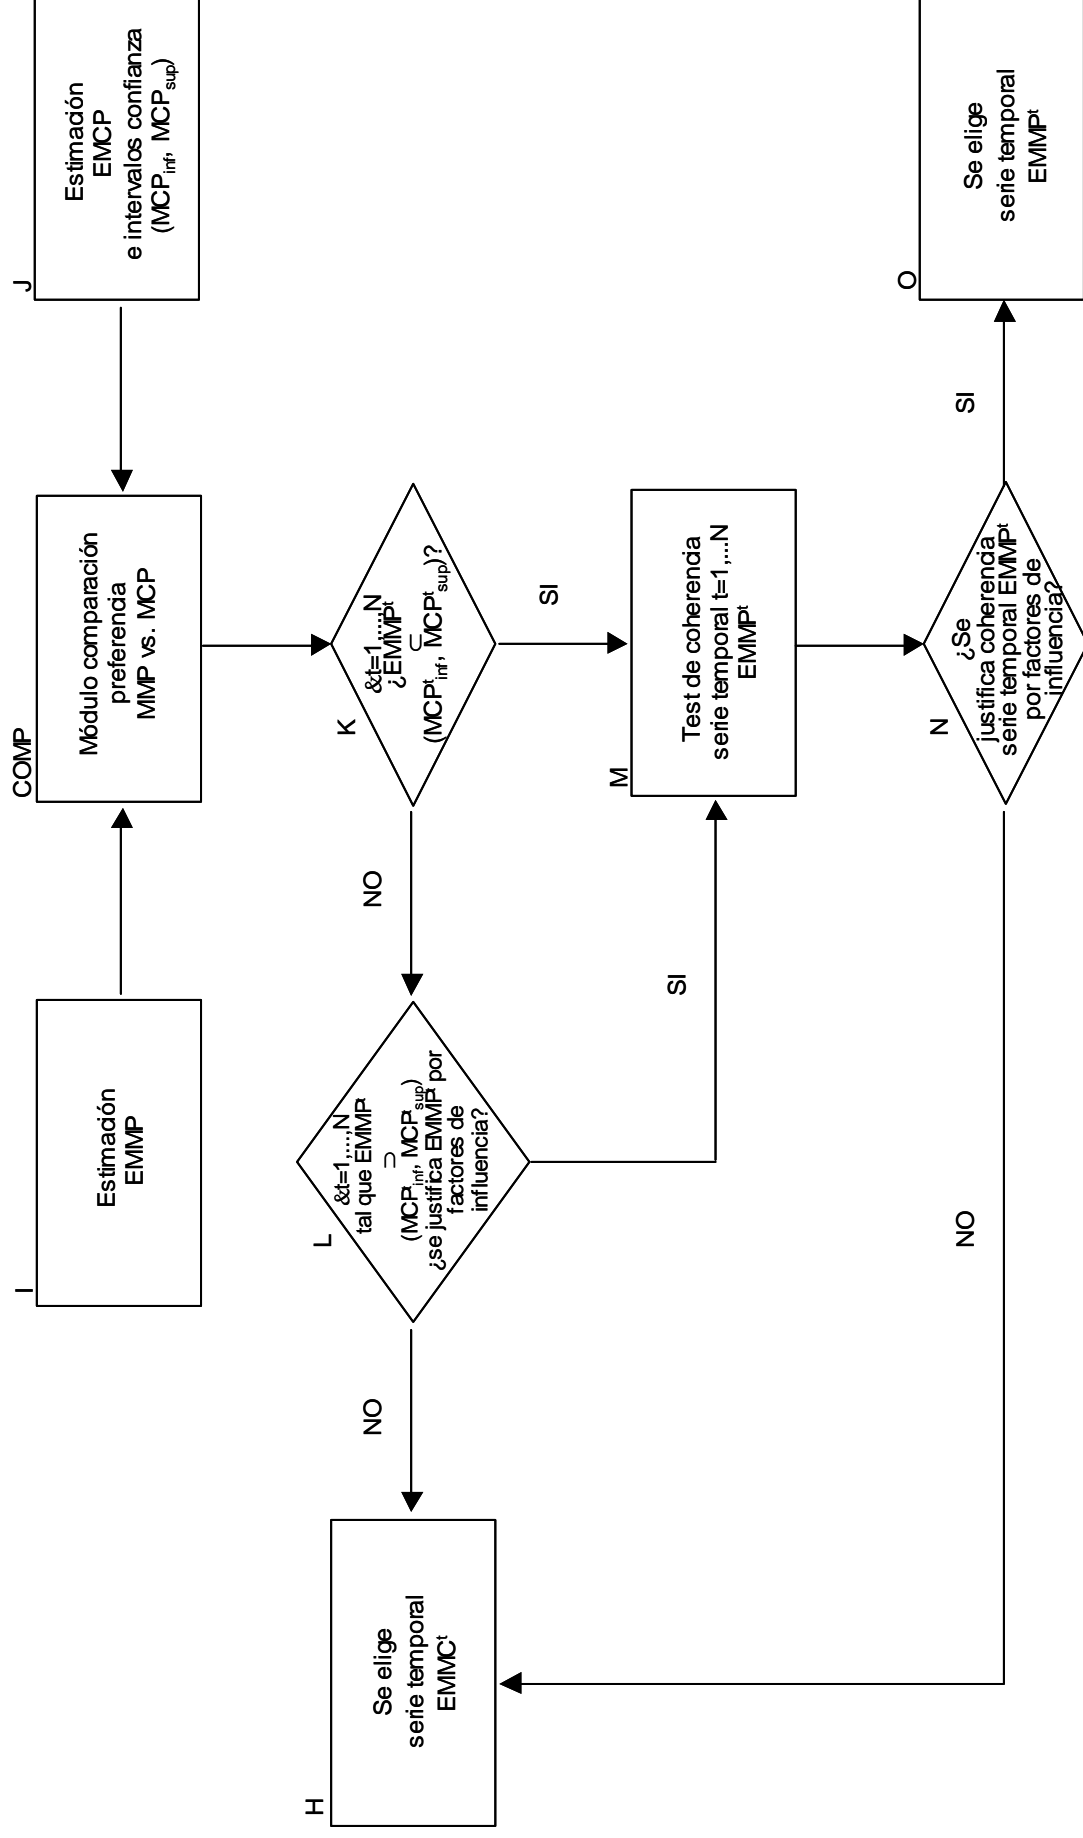 I
Estimación
EMMP
COMP
Módulo comparación
preferenda
MMP vs. MCP
J
Estimación
EMCP
e intervalos confianza
(MCPinf, MCPsup)
K
&t=1,...,N
¿EMMPt
⊂
(MCPtinf, MCPtsup)?
NO
SI
L
&t=1,...,N
tal que EMMPt
⊃
(MCPtinf, MCPtsup)
¿se justifica EMMPt por
factores de
influencia?
NO
SI
H
Se elige
serie temporal
EMMCt
M
Test de coherencia
serie temporal t=1,...N
EMMPt
N
¿Se
justifica coherencia
serie temporal EMMPt
por factores de
influencia?
NO
SI
O
Se elige
serie temporal
EMMPt